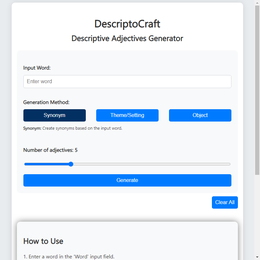 DescriptoCraft
Descriptive Adjectives Generator
Input Word:
Enter word
Generation Method:
Synonym Theme/Setting Object
Synonym: Create synonyms based on the input word.
Number of adjectives: 5
Generate
Clear All
How to Use
1. Enter a word in the 'Word' input field.